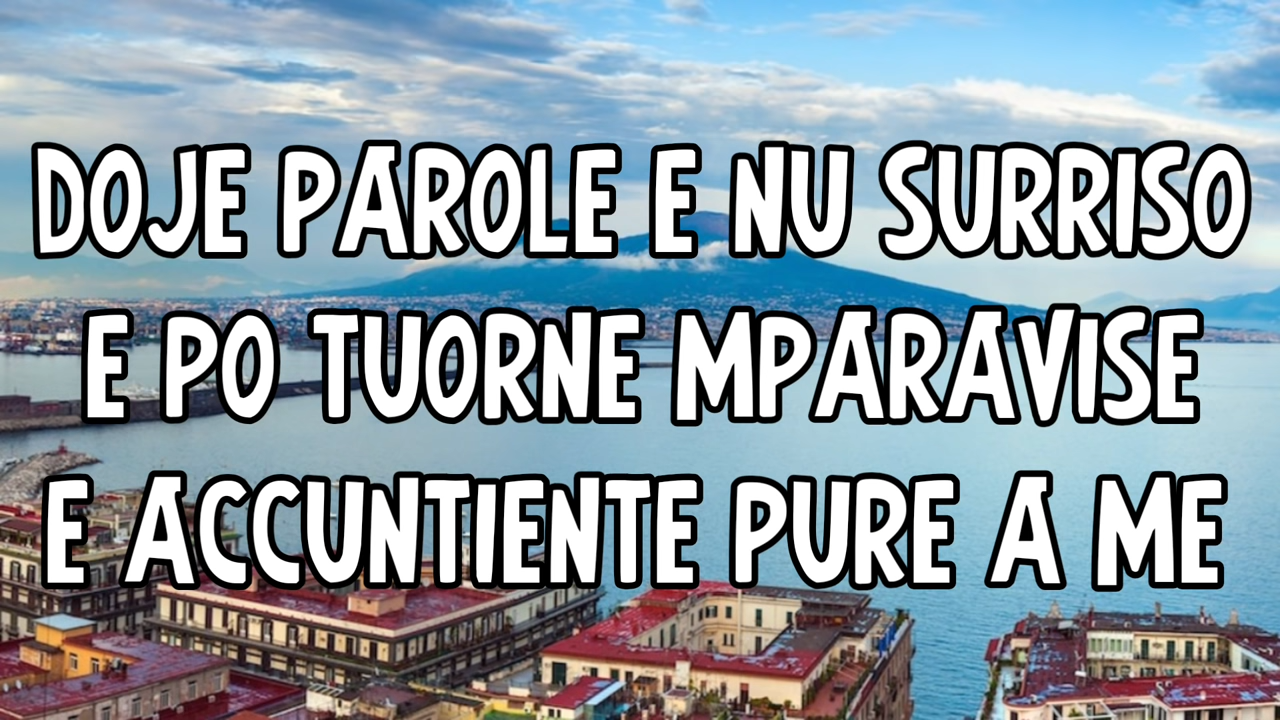 DOJE PAROLE E NU SURRISO
E PO TUORNE MPARAVISE
E ACCUNTIENTE PURE A ME